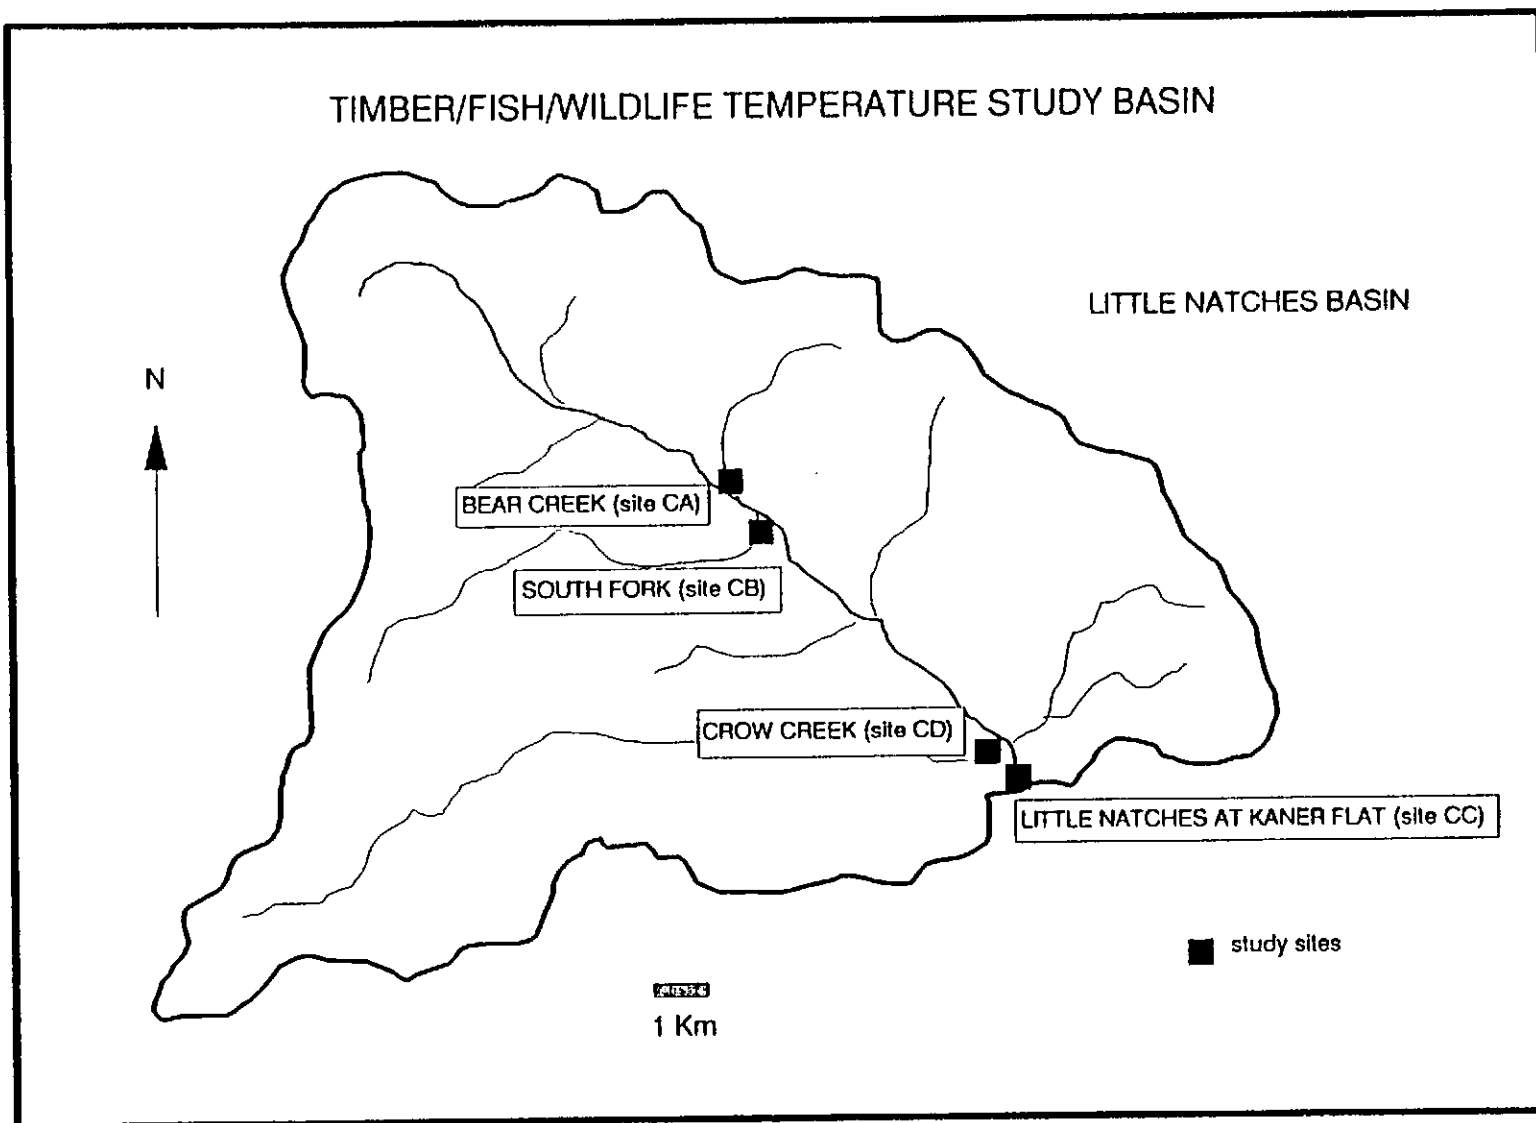 TIMBER/FISH/WILDLIFE TEMPERATURE STUDY BASIN
LITTLE NATCHES BASIN
N
BEAR CREEK (site CA)
SOUTH FORK (site CB)
CROW CREEK (site CD)
LITTLE NATCHES AT KANER FLAT (site CC)
study sites
1 Km